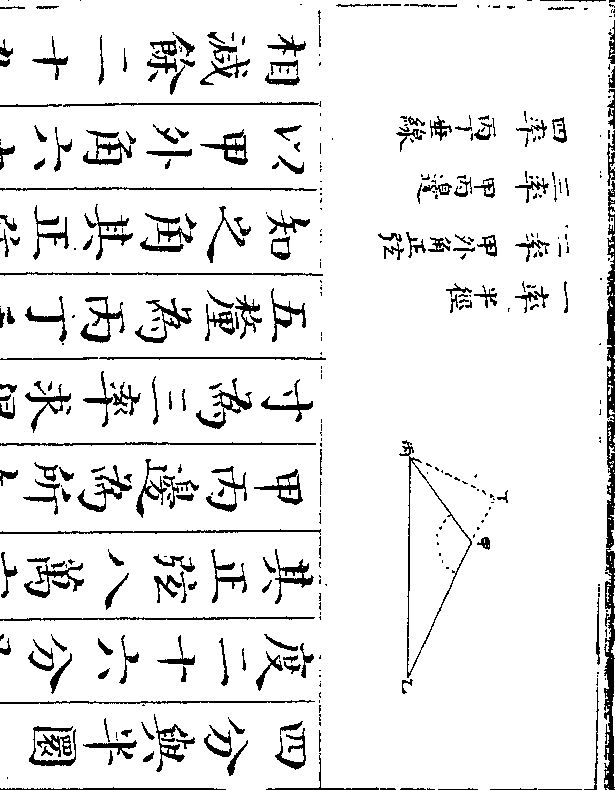 一率 半徑
二率 甲外角正弦
三率 甲丙邊
四率 丙丁垂線
丙
丁
甲
乙
四分與半圜
度二十六分
其正弦八萬
甲丙邊為所
寸為三率求
五釐為丙丁
知之角其正
以甲外角六
相減餘二十